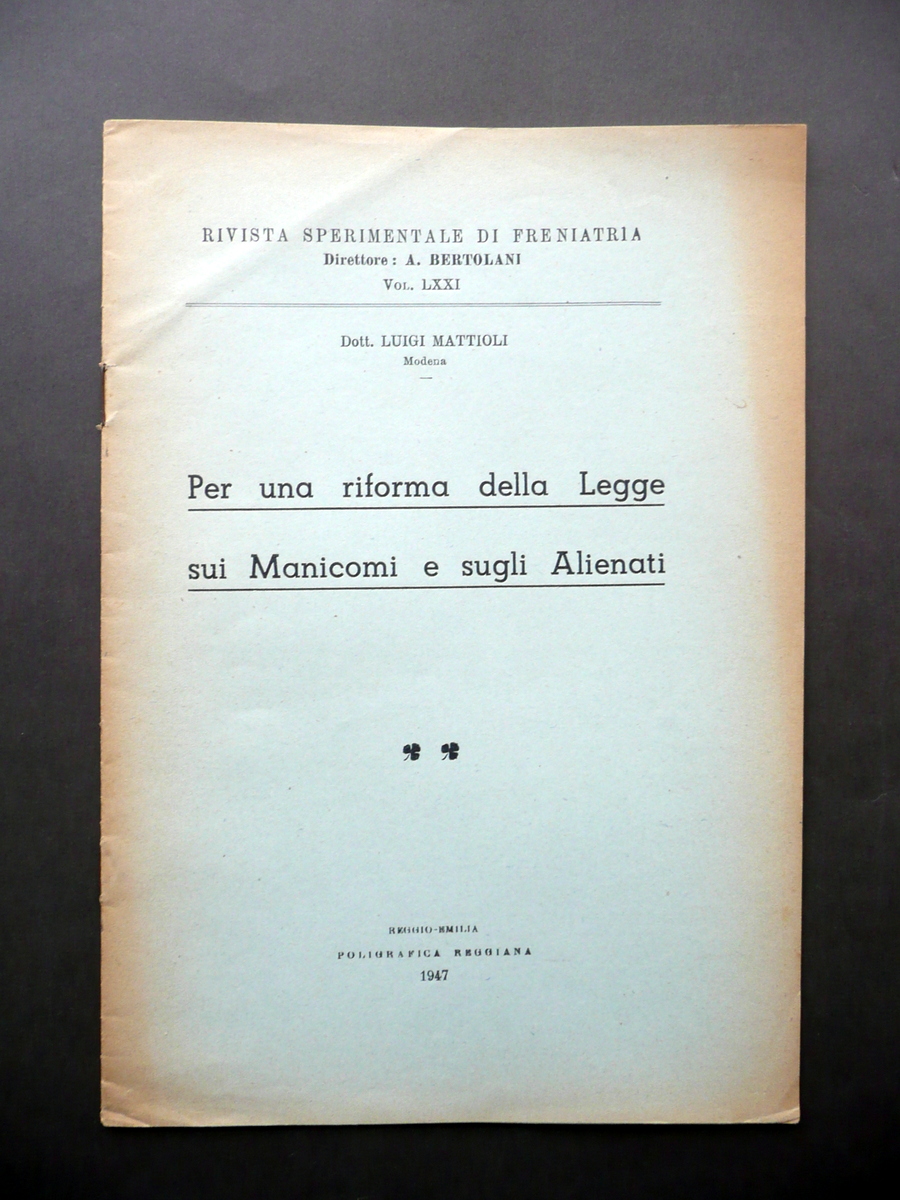 RIVISTA SPERIMENTALE DI FRENIATRIA
Direttore: A. BERTOLANI
VOL. LXXI
Dott. LUIGI MATTIOLI
Modena
Per una riforma della Legge
sui Manicomi e sugli Alienati
REGGIO-EMILIA
POLIGRAFICA REGGIANA
1947